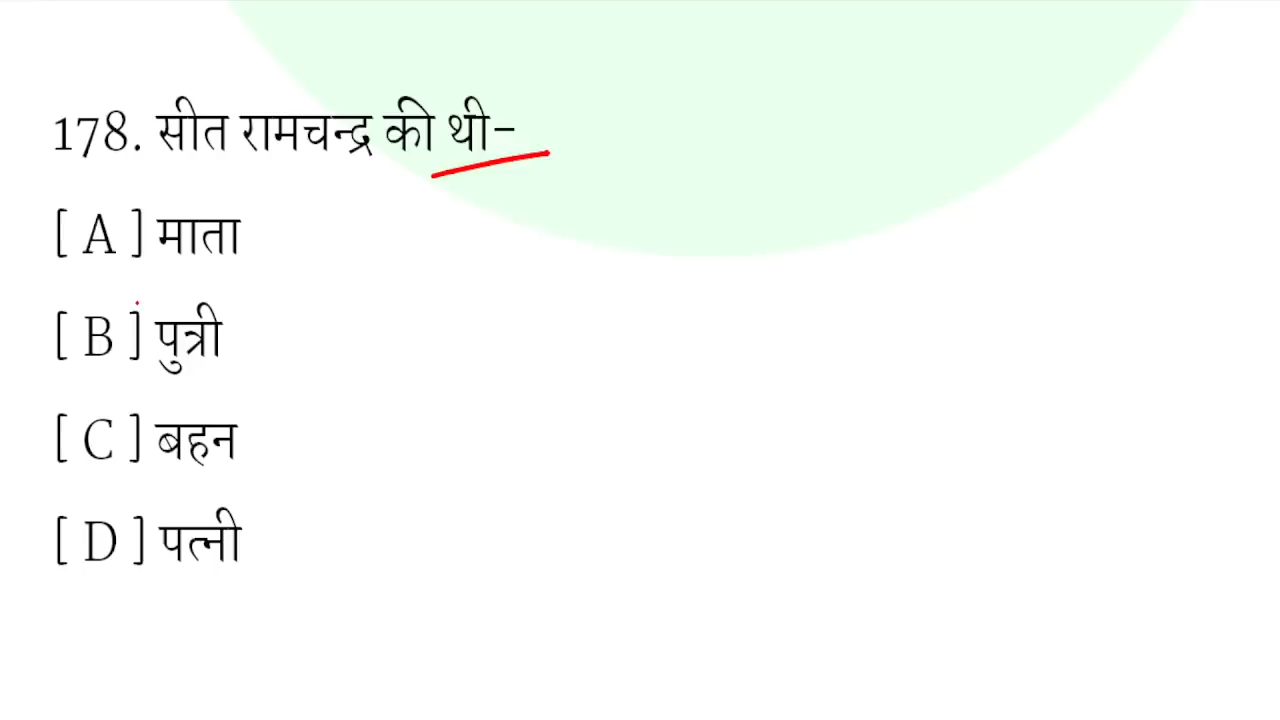 178. सीत रामचन्द्र की थी-
[ A ] माता
[ B ] पुत्री
[ C ] बहन
[ D ] पत्नी